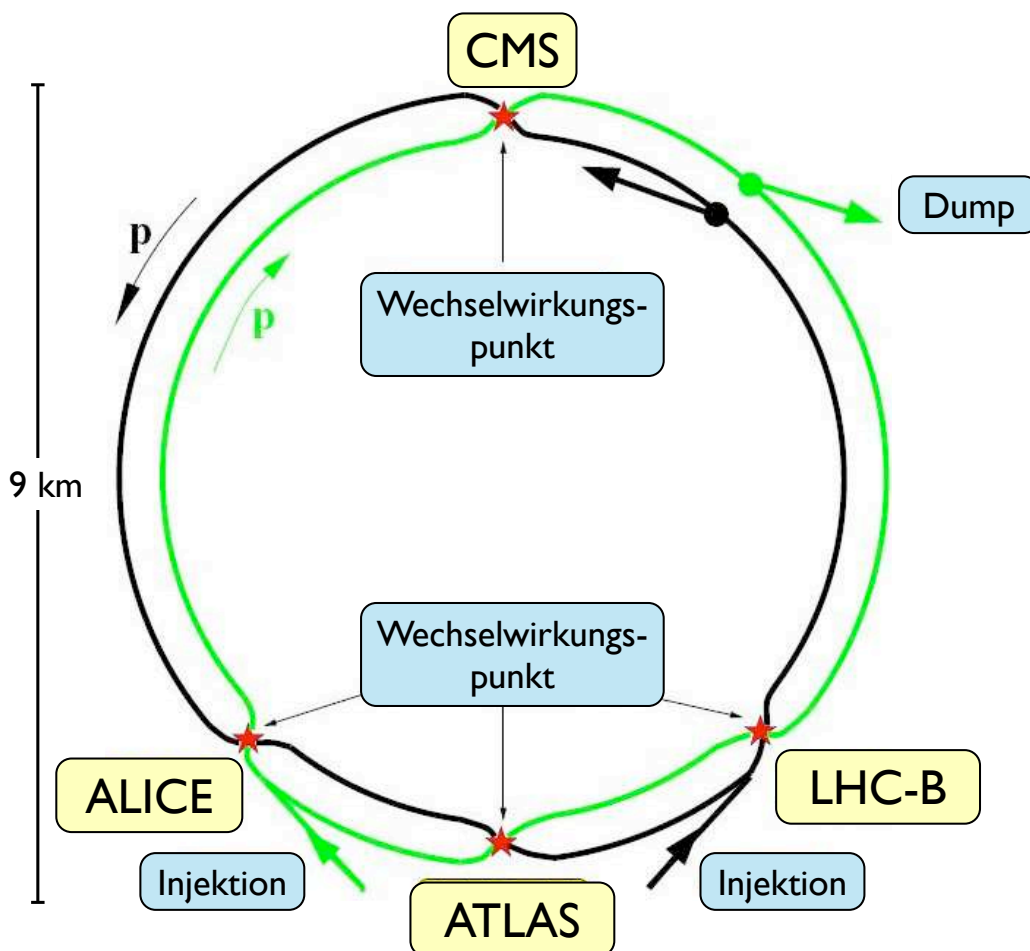 CMS
p
Dump
p
Wechselwirkungs-
punkt
9 km
Wechselwirkungs-
punkt
ALICE
LHC-B
Injektion
Injektion
ATLAS